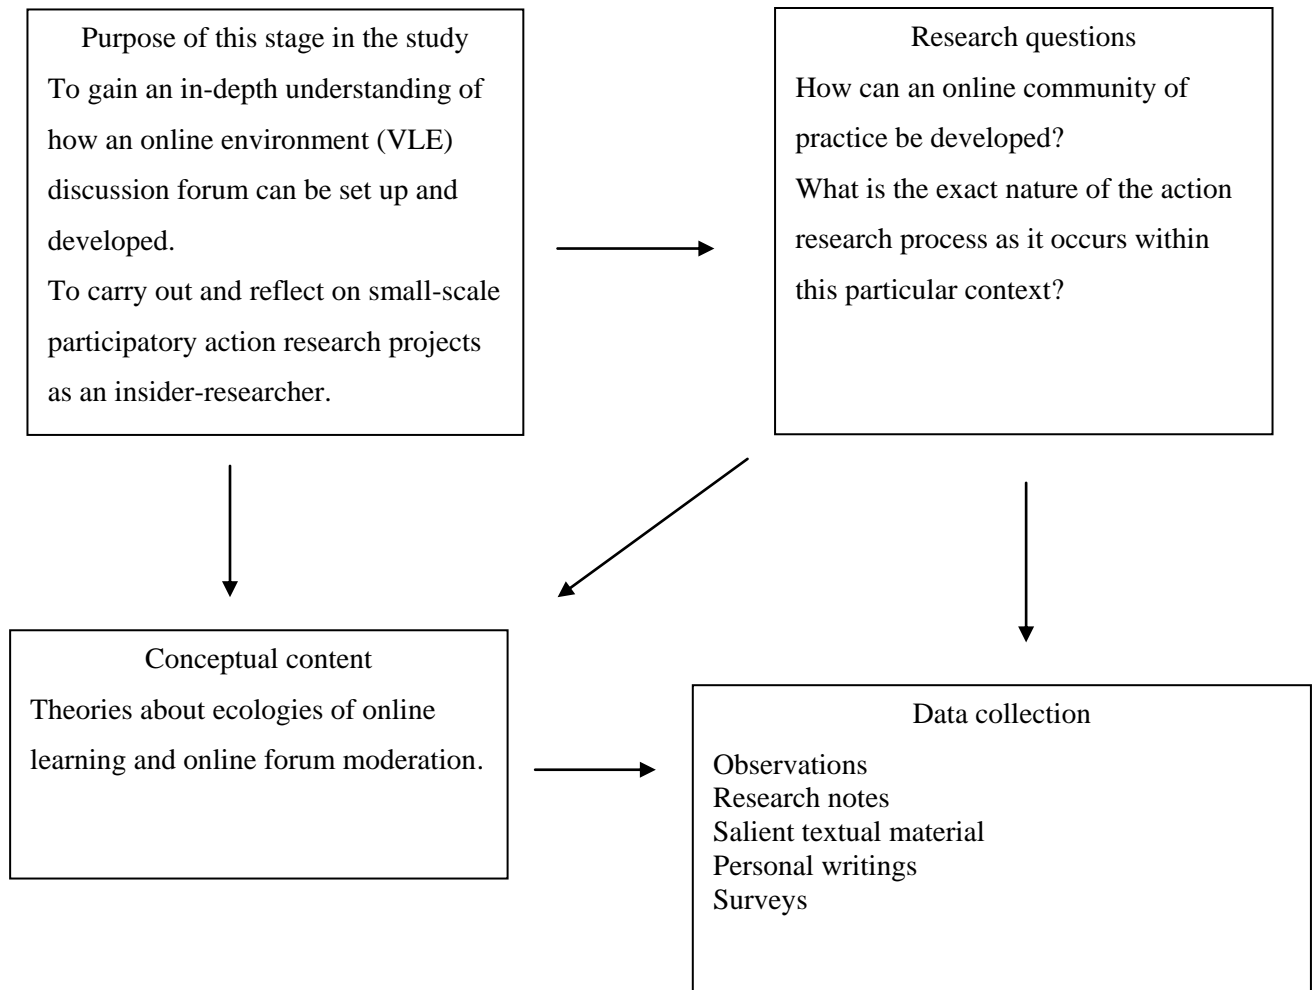 Purpose of this stage in the study
To gain an in-depth understanding of
how an online environment (VLE)
discussion forum can be set up and
developed.
To carry out and reflect on small-scale
participatory action research projects
as an insider-researcher.
Research questions
How can an online community of
practice be developed?
What is the exact nature of the action
research process as it occurs within
this particular context?
Conceptual content
Theories about ecologies of online
learning and online forum moderation.
Data collection
Observations
Research notes
Salient textual material
Personal writings
Surveys